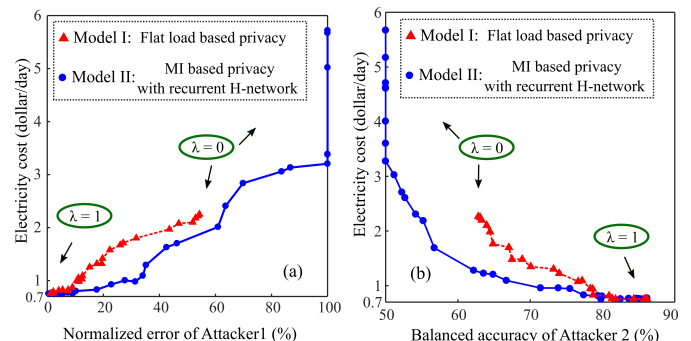 6
5
4
3
2
1
0.7
Electricity cost (dollar/day)
Model I: Flat load based privacy
Model II: MI based privacy
with recurrent H-network
λ = 0
λ = 1
(a)
0 20 40 60 80 100
Normalized error of Attacker1 (%)
6
5
4
3
2
1
0.7
Electricity cost (dollar/day)
Model I: Flat load based privacy
Model II: MI based privacy
with recurrent H-network
λ = 0
λ = 1
(b)
50 60 70 80 90
Balanced accuracy of Attacker 2 (%)